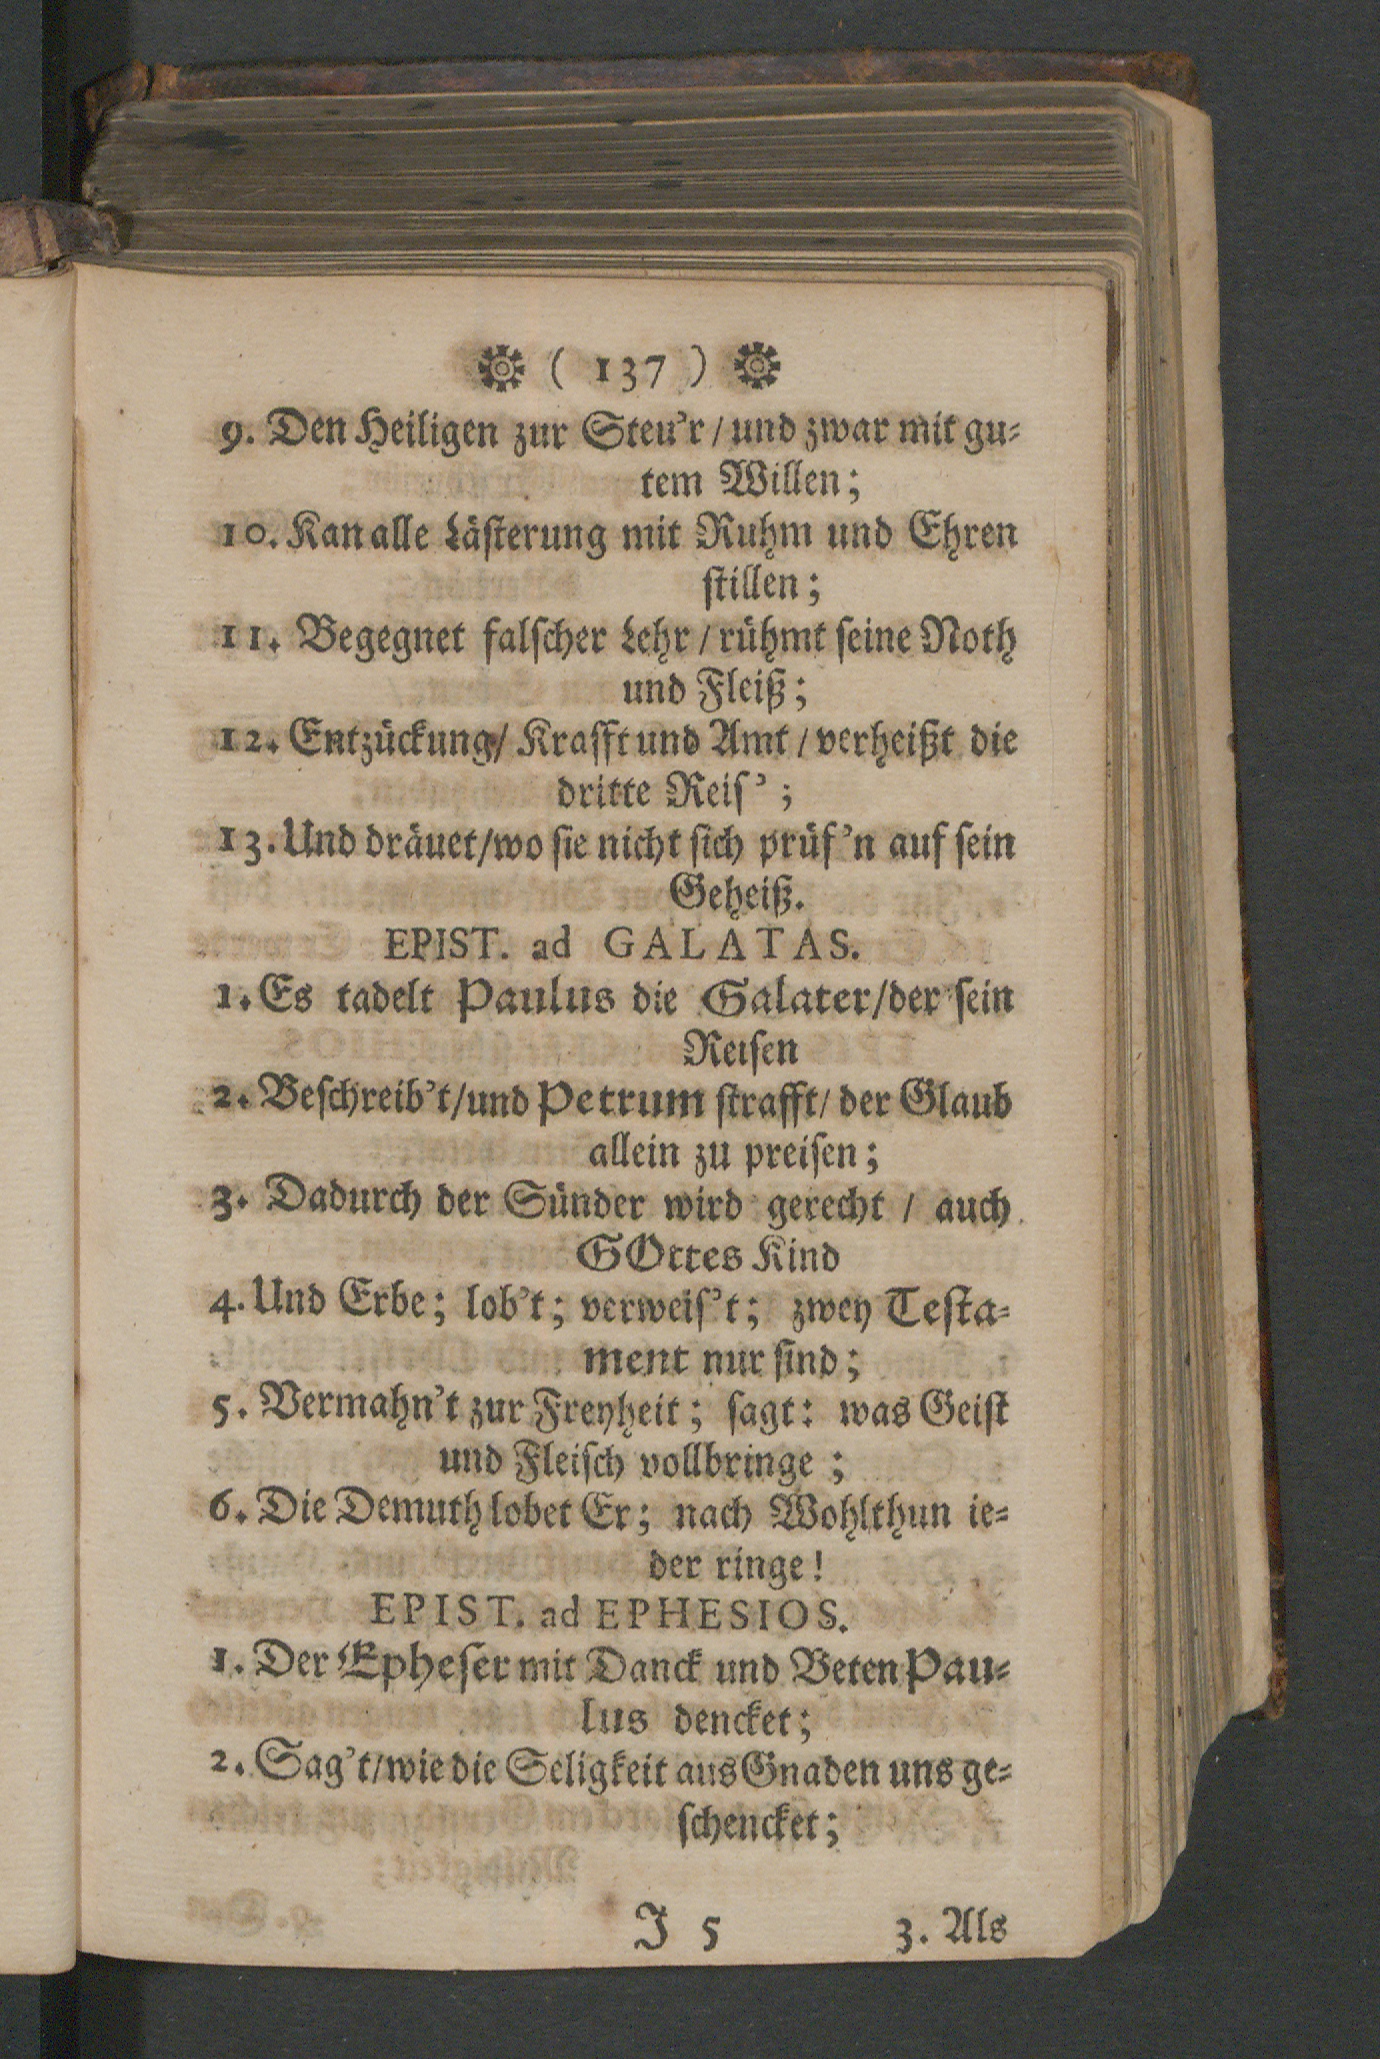 ( 137 )
9. Den Heiligen zur Steu'r / und zwar mit gu-
tem Willen;
10. Kan alle Lästerung mit Ruhm und Ehren
stillen;
11. Begegnet falscher Lehr / rühmt seine Noth
und Fleiß;
12. Entzückung / Krafft und Amt / verheißt die
dritte Reis';
13. Und dräuet / wo sie nicht sich prüf'n auf sein
Geheiß.
EPIST. ad GALATAS.
1. Es tadelt Paulus die Galater / der sein
Reisen
2. Beschreib't / und Petrum strafft / der Glaub
allein zu preisen;
3. Dadurch der Sünder wird gerecht / auch
GOttes Kind
4. Und Erbe; lob't; verweis't; zwey Testa-
ment nur sind;
5. Vermahn't zur Freyheit; sagt: was Geist
und Fleisch vollbringe;
6. Die Demuth lobet Er; nach Wohlthun ie-
der ringe!
EPIST. ad EPHESIOS.
1. Der Epheser mit Danck und Beten Pau-
lus dencket;
2. Sag't / wie die Seligkeit aus Gnaden uns ge-
schencket;
J 5 3. Als